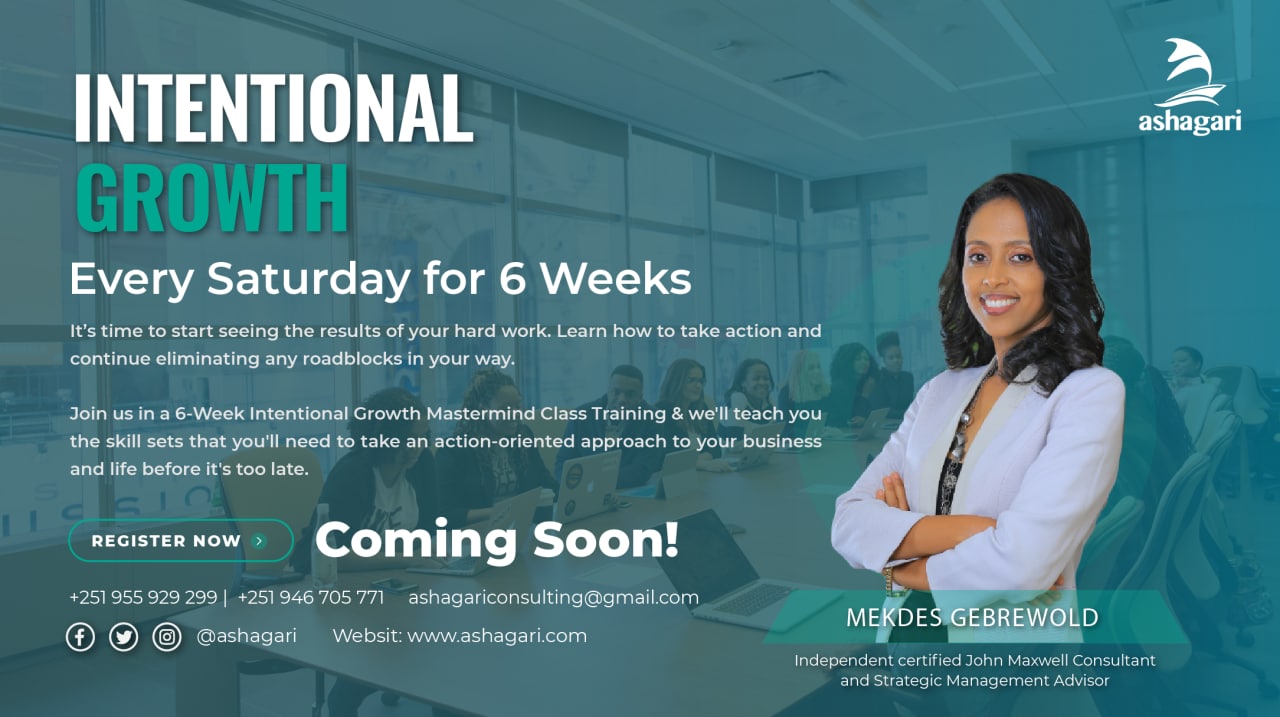 INTENTIONAL
GROWTH
ashagari
Every Saturday for 6 Weeks
It’s time to start seeing the results of your hard work. Learn how to take action and
continue eliminating any roadblocks in your way.
Join us in a 6-Week Intentional Growth Mastermind Class Training & we'll teach you
the skill sets that you'll need to take an action-oriented approach to your business
and life before it's too late.
REGISTER NOW
Coming Soon!
+251 955 929 299 | +251 946 705 771 ashagariconsulting@gmail.com
@ashagari Websit: www.ashagari.com
MEKDES GEBREWOLD
Independent certified John Maxwell Consultant
and Strategic Management Advisor